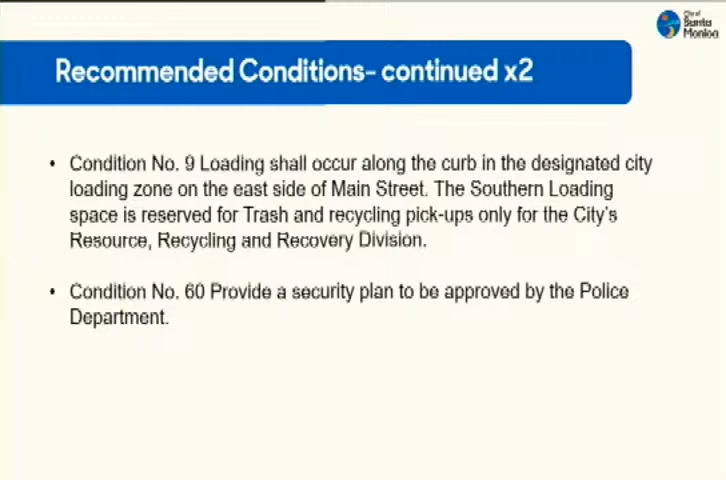 City of
Santa
Monica
Recommended Conditions- continued x2
• Condition No. 9 Loading shall occur along the curb in the designated city
loading zone on the east side of Main Street. The Southern Loading
space is reserved for Trash and recycling pick-ups only for the City's
Resource, Recycling and Recovery Division.
• Condition No. 60 Provide a security plan to be approved by the Police
Department.